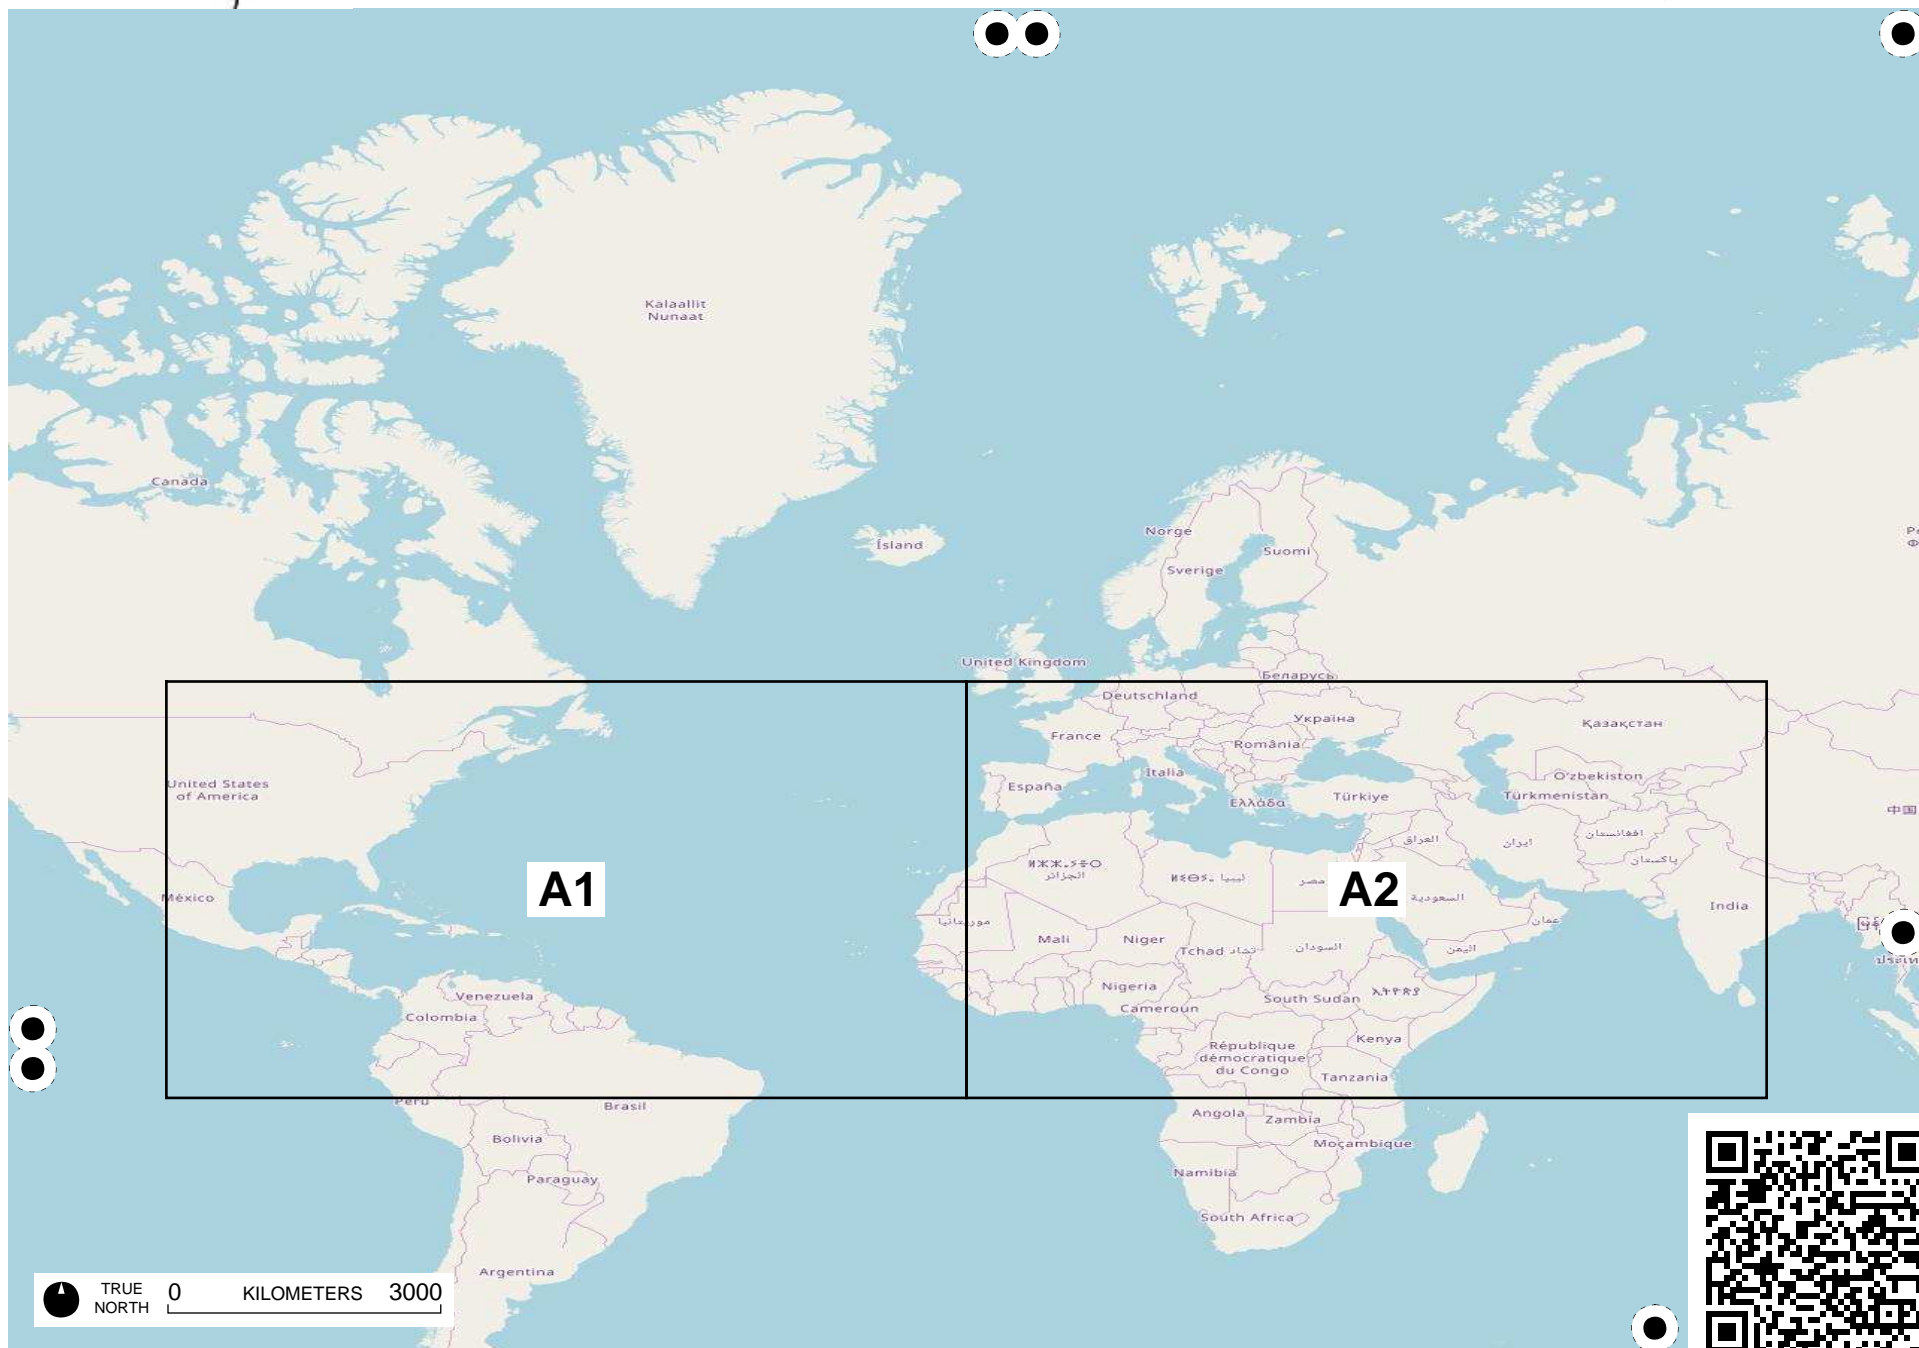 Kalaallit
Nunaat
Canada
Ísland
Norge
Suomi
Sverige
United Kingdom
Беларусь
Deutschland
Україна
Қазақстан
France
România
Italia
España
O'zbekiston
Türkmenistan
Türkiye
Ελλάδα
United States
of America
中国
العراق
ایران
افغانستان
پاکستان
ⵍⵣⵣⴰⵢⴻⵔ
الجزائر
ليبيا
مصر
السعودية
México
A1
A2
India
موريتانيا
عمان
Mali
Niger
Tchad تشاد
السودان
اليمن
Venezuela
Nigeria
South Sudan
ኢትዮጵያ
Colombia
Cameroun
Kenya
République
démocratique
du Congo
Tanzania
Perú
Brasil
Angola
Zambia
Bolivia
Moçambique
Paraguay
Namibia
South Africa
Argentina
TRUE
NORTH
0 KILOMETERS 3000